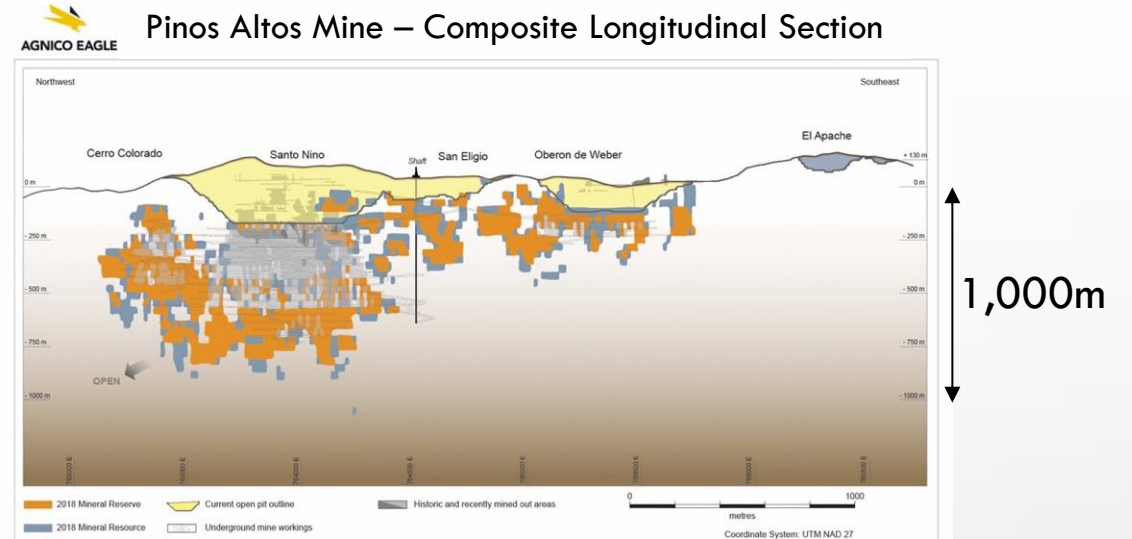 AGNICO EAGLE
Pinos Altos Mine – Composite Longitudinal Section
Northwest
Southeast
El Apache
Cerro Colorado
Santo Nino
Shaft
San Eligio
Oberon de Weber
+ 130 m
0 m
0 m
- 250 m
- 250 m
- 500 m
- 500 m
1,000m
- 750 m
- 750 m
OPEN
- 1000 m
- 1000 m
764000 E
764500 E
2018 Mineral Reserve
Current open pit outline
Historic and recently mined out areas
0
1000
metres
2018 Mineral Resource
Underground mine workings
Coordinate System: UTM NAD 27